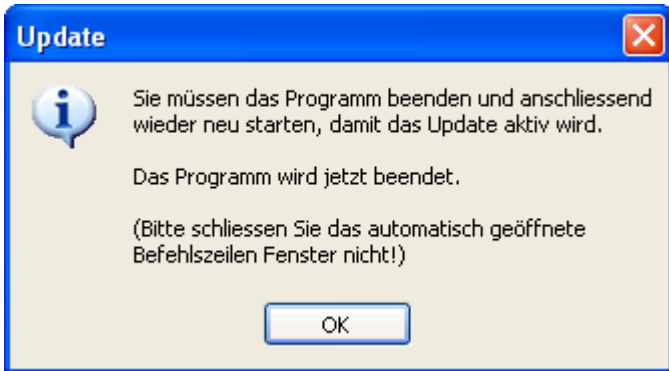 Update
Sie müssen das Programm beenden und anschliessend
wieder neu starten, damit das Update aktiv wird.
Das Programm wird jetzt beendet.
(Bitte schliessen Sie das automatisch geöffnete
Befehlszeilen Fenster nicht!)
OK